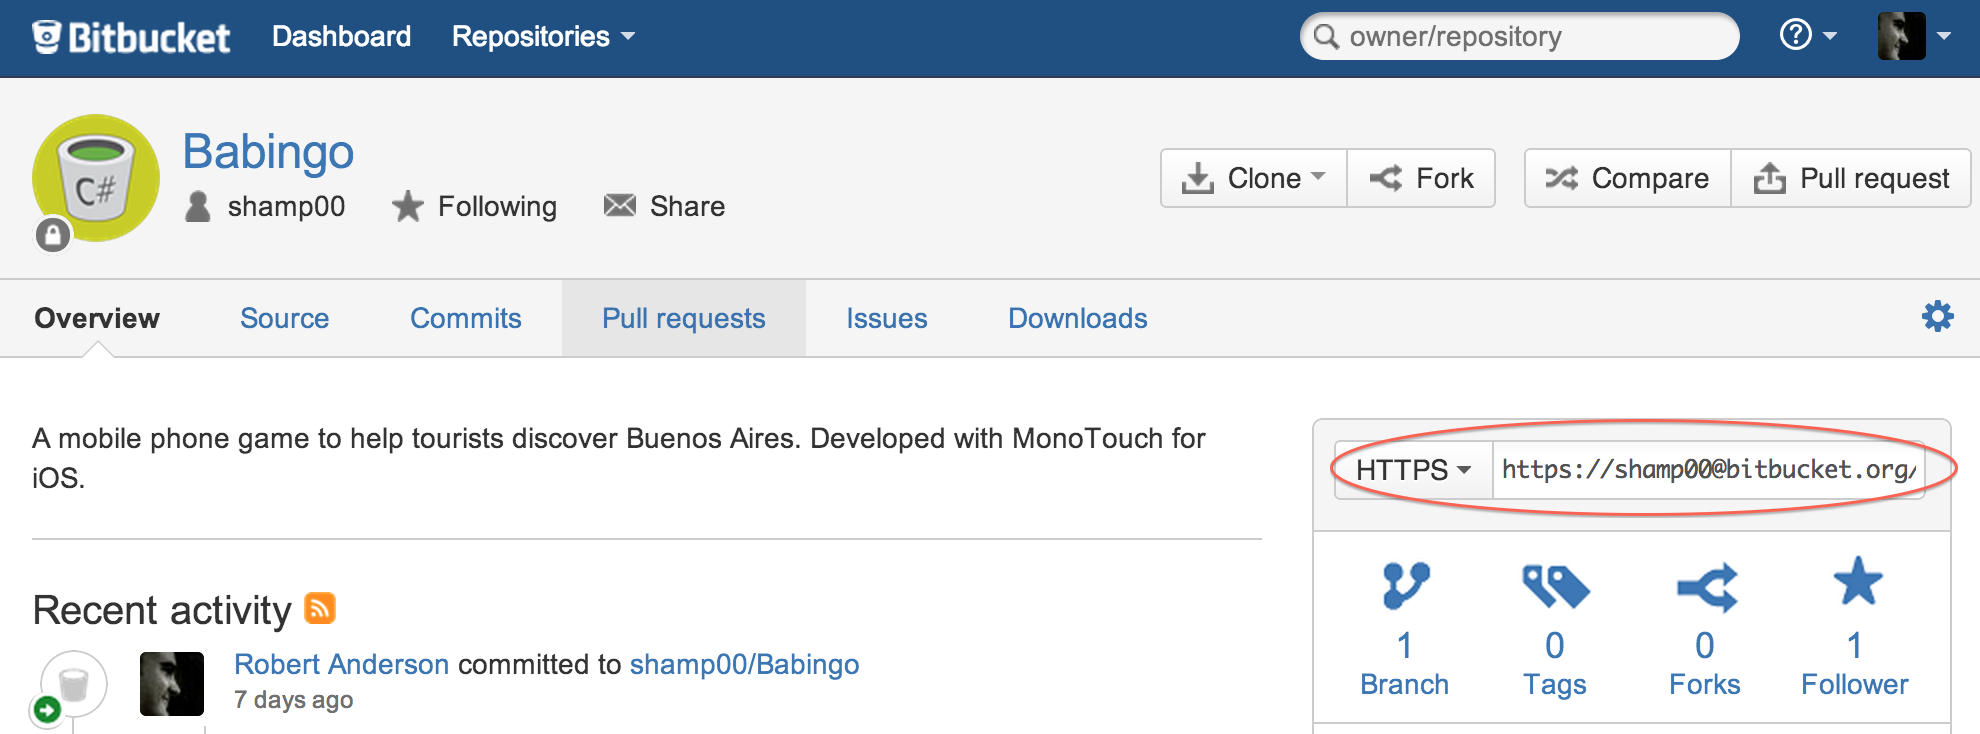 Bitbucket Dashboard Repositories owner/repository ?
C#
Babingo
shamp00 Following Share
Clone Fork Compare Pull request
Overview Source Commits Pull requests Issues Downloads
A mobile phone game to help tourists discover Buenos Aires. Developed with MonoTouch for
iOS.
HTTPS https://shamp00@bitbucket.org/
Recent activity
Robert Anderson committed to shamp00/Babingo
7 days ago
1 0 0 1
Branch Tags Forks Follower